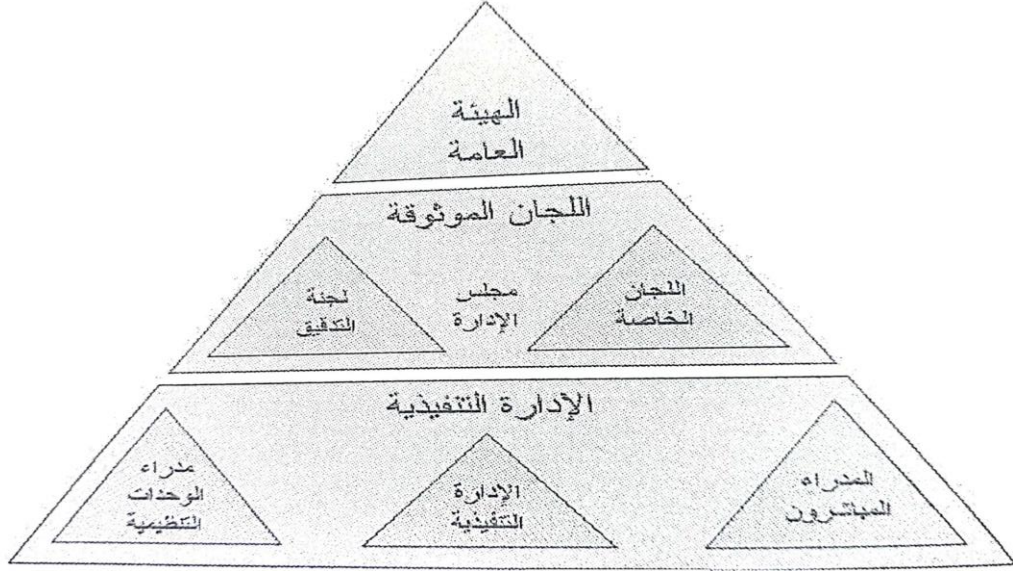 الهيئة
العامة
اللجان الموثوقة
اللجان
الخاصة
مجلس
الإدارة
لجنة
التدقيق
الإدارة التنفيذية
المدراء
المباشرون
الإدارة
التنفيذية
مدراء
الوحدات
التنظيمية